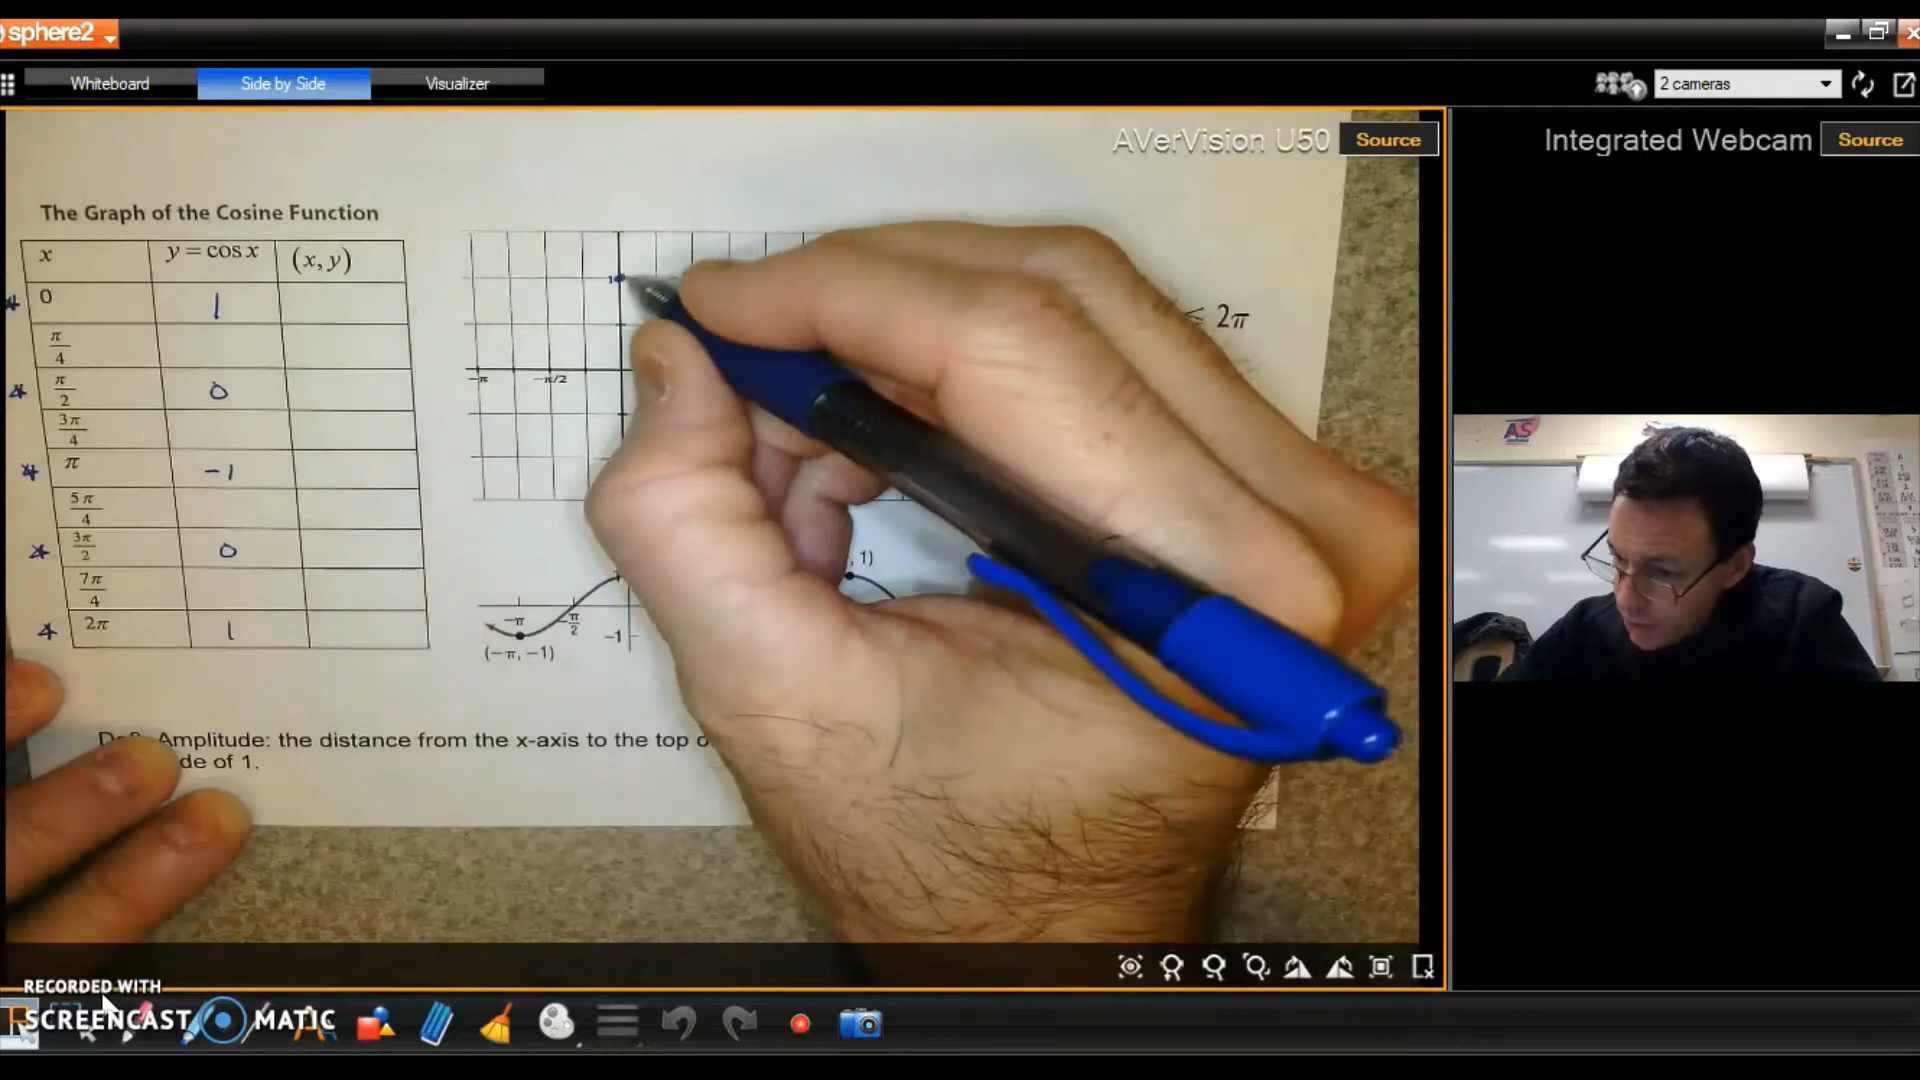 sphere2
Whiteboard
Side by Side
Visualizer
2 cameras
AVerVision U50
Source
Integrated Webcam
Source
The Graph of the Cosine Function
x
y = cos x
(x, y)
0
1
π/4
π/2
0
3π/4
π
-1
5π/4
3π/2
0
7π/4
2π
1
1
-π
-π/2
≤ 2π
, 1)
-π
-π/2
-1
(-π, -1)
Amplitude: the distance from the x-axis to the top
de of 1.
AS
RECORDED WITH
SCREENCAST MATIC